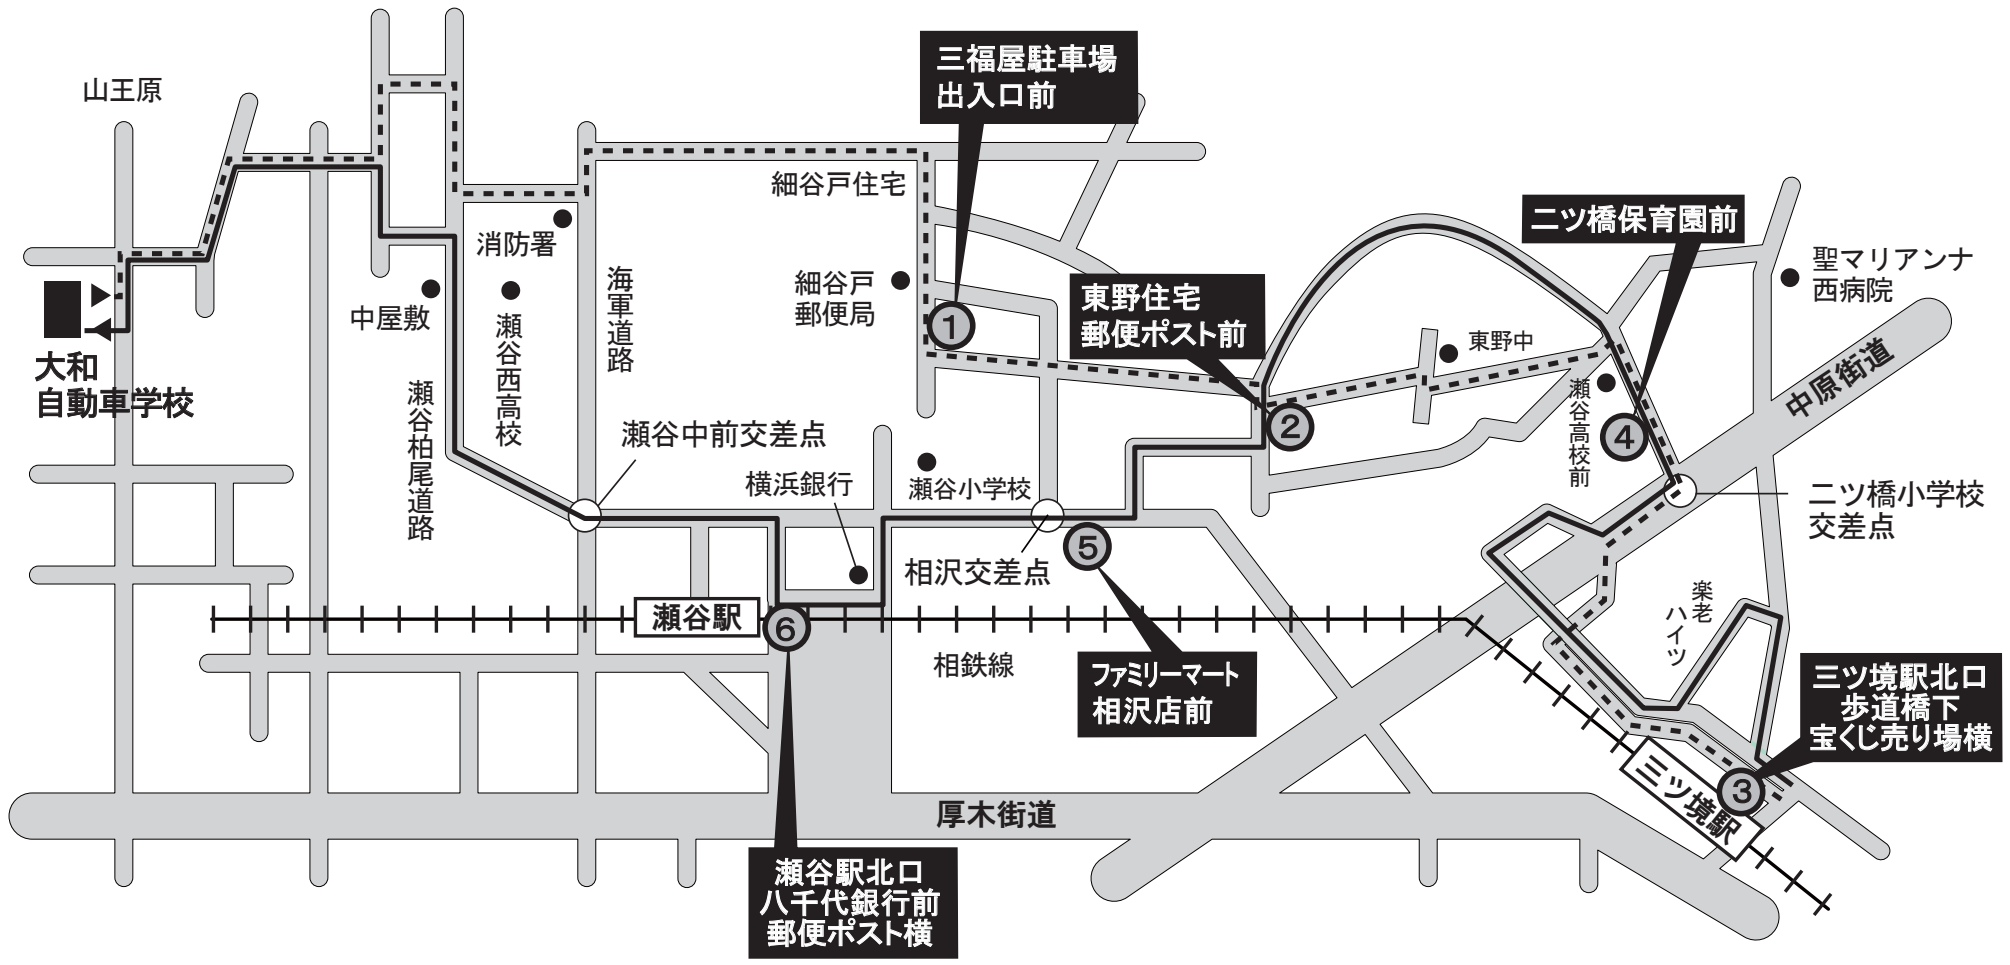 三福屋駐車場
出入口前
山王原
細谷戸住宅
二ツ橋保育園前
消防署
聖マリアンナ
西病院
細谷戸
郵便局
海軍道路
東野住宅
郵便ポスト前
中屋敷
瀬谷西高校
1
東野中
大和
自動車学校
瀬谷柏尾道路
中原街道
瀬谷高校前
2
4
瀬谷中前交差点
横浜銀行
瀬谷小学校
二ツ橋小学校
交差点
5
相沢交差点
楽老
ハイツ
瀬谷駅
6
相鉄線
ファミリーマート
相沢店前
三ツ境駅北口
歩道橋下
宝くじ売り場横
三ツ境駅
3
厚木街道
瀬谷駅北口
八千代銀行前
郵便ポスト横